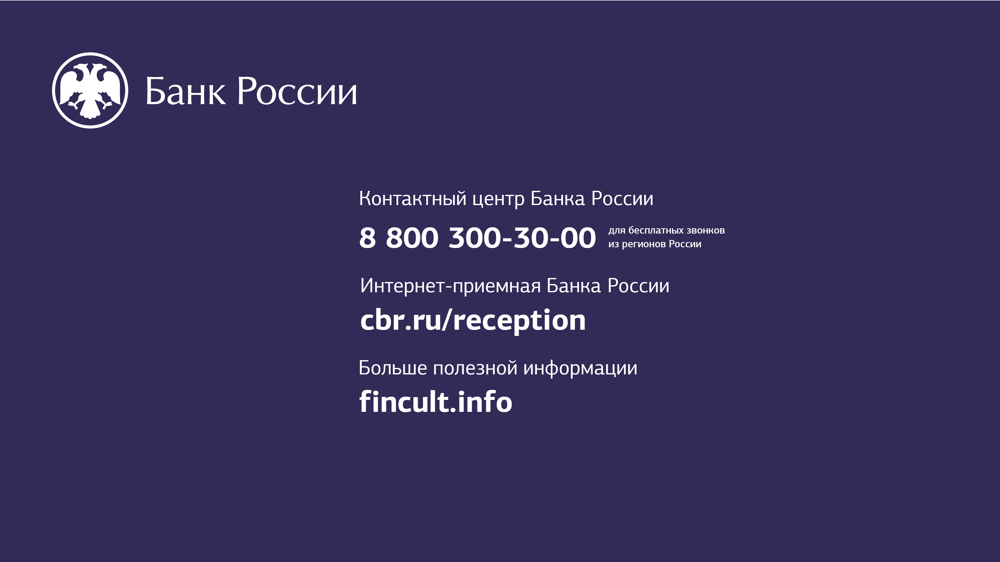 Банк России
Контактный центр Банка России
8 800 300-30-00
для бесплатных звонков
из регионов России
Интернет-приемная Банка России
cbr.ru/reception
Больше полезной информации
fincult.info